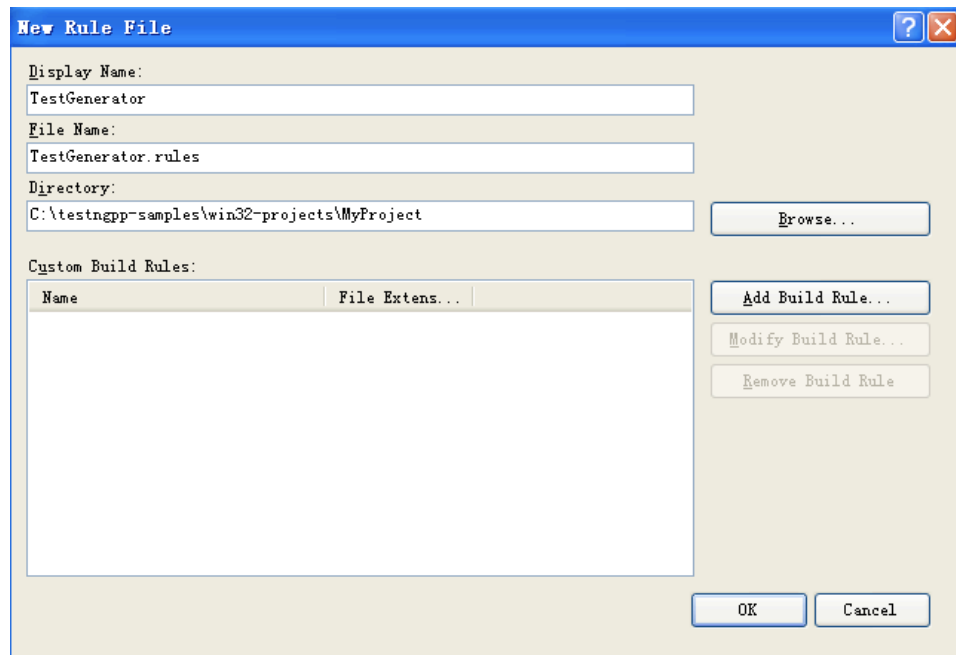 New Rule File
Display Name:
TestGenerator
File Name:
TestGenerator.rules
Directory:
C:\testngpp-samples\win32-projects\MyProject
Browse...
Custom Build Rules:
Name File Extens...
Add Build Rule...
Modify Build Rule...
Remove Build Rule
OK Cancel